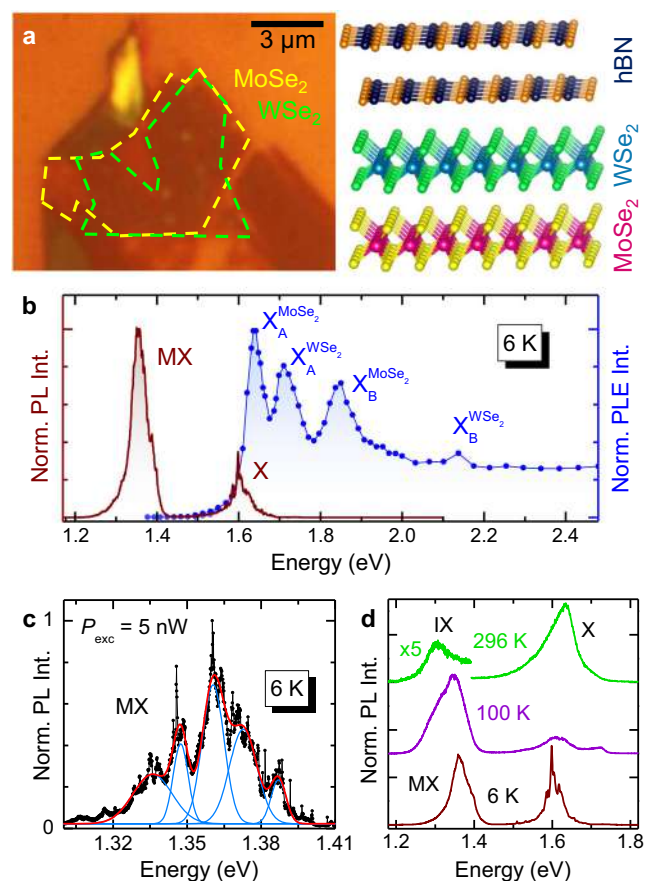 a
3 µm
MoSe₂
WSe₂
hBN
WSe₂
MoSe₂
b
X_A^MoSe₂
6 K
MX
X_A^WSe₂
X_B^MoSe₂
X_B^WSe₂
X
Norm. PL Int.
Norm. PLE Int.
1.2 1.4 1.6 1.8 2.0 2.2 2.4
Energy (eV)
c
1
P_exc = 5 nW
6 K
MX
Norm. PL Int.
0
1.32 1.35 1.38 1.41
Energy (eV)
d
IX
x5
296 K
X
100 K
MX
6 K
Norm. PL Int.
1.2 1.4 1.6 1.8
Energy (eV)